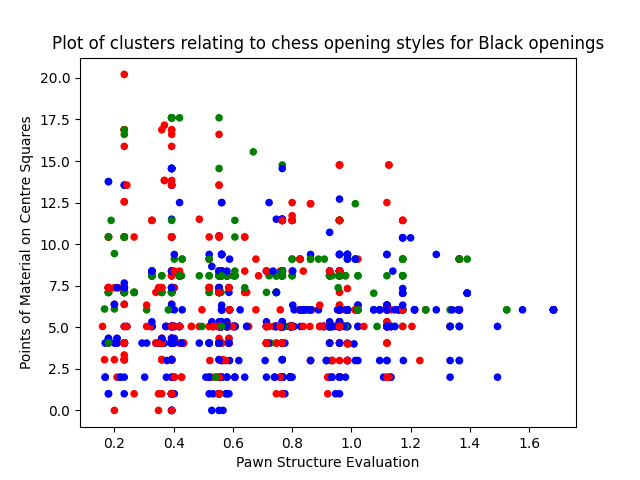 Plot of clusters relating to chess opening styles for Black openings
Points of Material on Centre Squares
20.0
17.5
15.0
12.5
10.0
7.5
5.0
2.5
0.0
0.2 0.4 0.6 0.8 1.0 1.2 1.4 1.6
Pawn Structure Evaluation